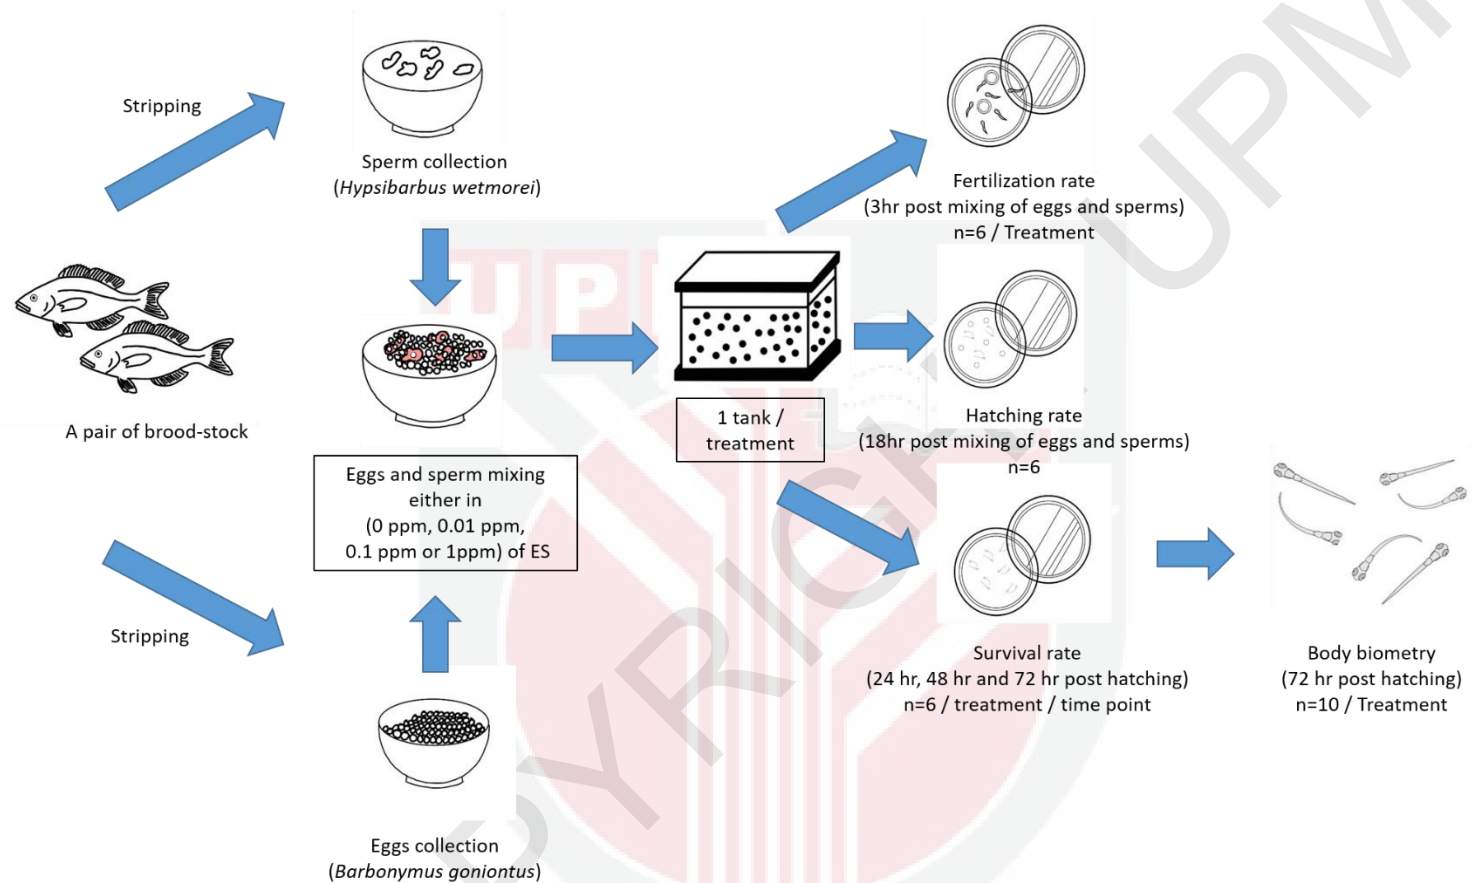 Stripping
Sperm collection
(Hypsibarbus wetmorei)
A pair of brood-stock
Eggs and sperm mixing
either in
(0 ppm, 0.01 ppm,
0.1 ppm or 1ppm) of ES
Stripping
Eggs collection
(Barbonymus goniontus)
1 tank /
treatment
Fertilization rate
(3hr post mixing of eggs and sperms)
n=6 / Treatment
Hatching rate
(18hr post mixing of eggs and sperms)
n=6
Survival rate
(24 hr, 48 hr and 72 hr post hatching)
n=6 / treatment / time point
Body biometry
(72 hr post hatching)
n=10 / Treatment
UPM
PYRIGHT UPM